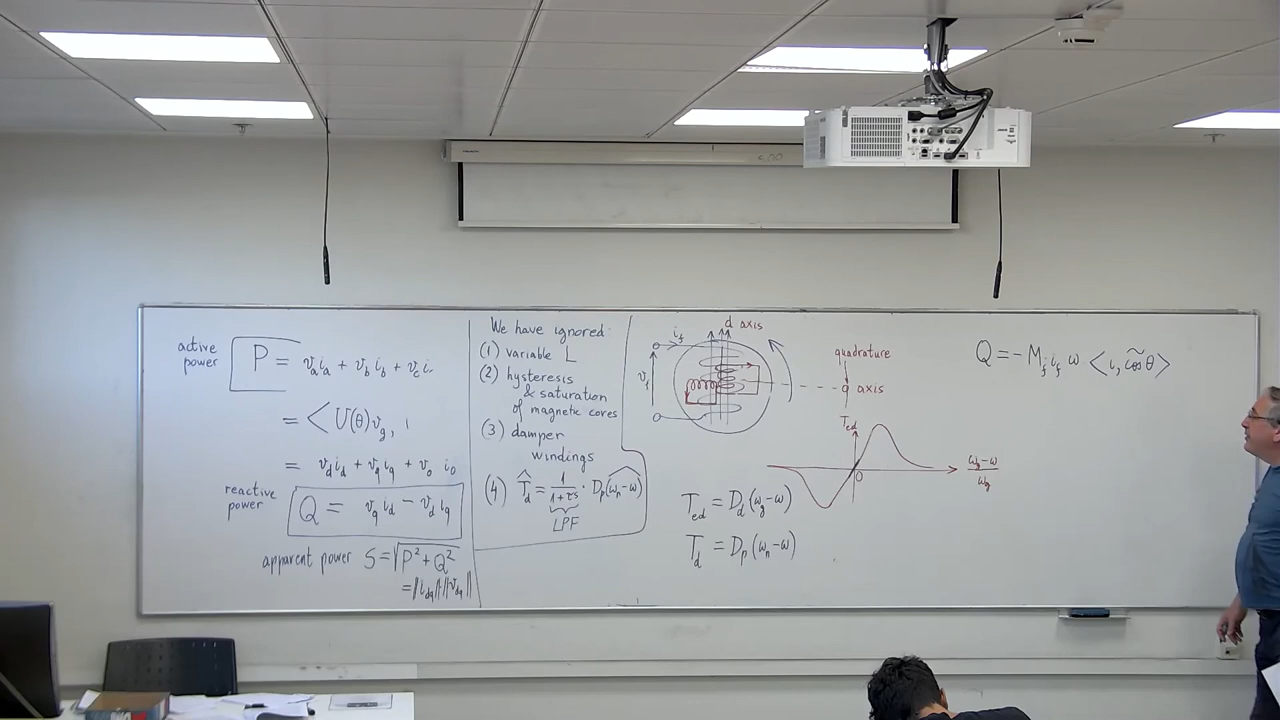 active power
P = v_a i_a + v_b i_b + v_c i_c
= <U(θ)v_g, i
= v_d i_d + v_q i_q + v_0 i_0
reactive power
Q = v_q i_d − v_d i_q
apparent power S = √(P² + Q²)
= ‖i_dq‖·‖v_dq‖
We have ignored:
(1) variable L
(2) hysteresis
& saturation
of magnetic cores
(3) damper
windings
(4) T̂_d = 1/(1+τs) · D_p (ω_n−ω)^
LPF
i_f
d axis
v_f
quadrature
q axis
T_ed
0
(ω_g−ω)/ω_g
T_ed = D_d (ω_g−ω)
T_d = D_p (ω_n−ω)
Q = −M_f i_f ω <i, c͠osθ>